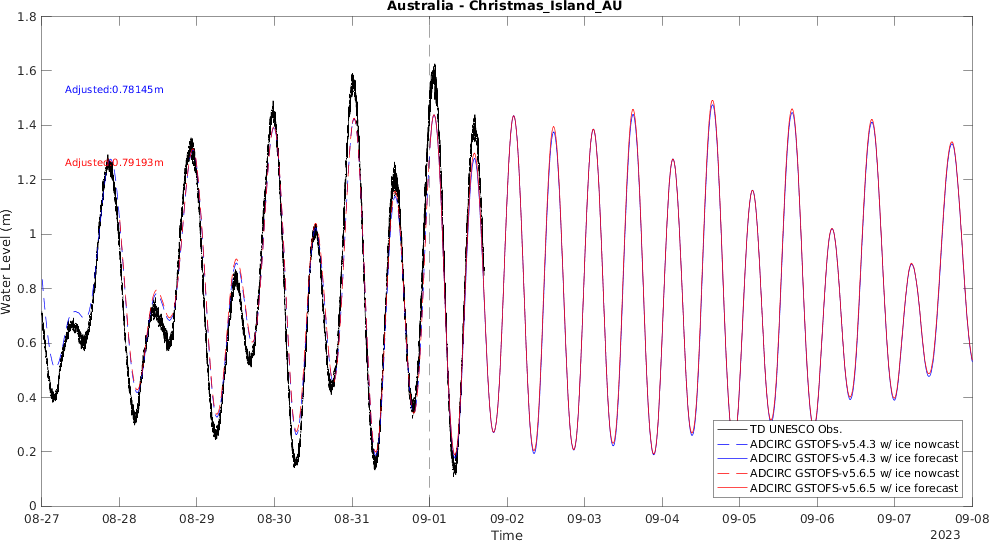 Australia - Christmas_Island_AU
1.8
1.6
1.4
1.2
1
0.8
0.6
0.4
0.2
0
Water Level (m)
Adjusted:0.78145m
Adjusted:0.79193m
TD UNESCO Obs.
ADCIRC GSTOFS-v5.4.3 w/ ice nowcast
ADCIRC GSTOFS-v5.4.3 w/ ice forecast
ADCIRC GSTOFS-v5.6.5 w/ ice nowcast
ADCIRC GSTOFS-v5.6.5 w/ ice forecast
08-27 08-28 08-29 08-30 08-31 09-01 09-02 09-03 09-04 09-05 09-06 09-07 09-08
Time
2023